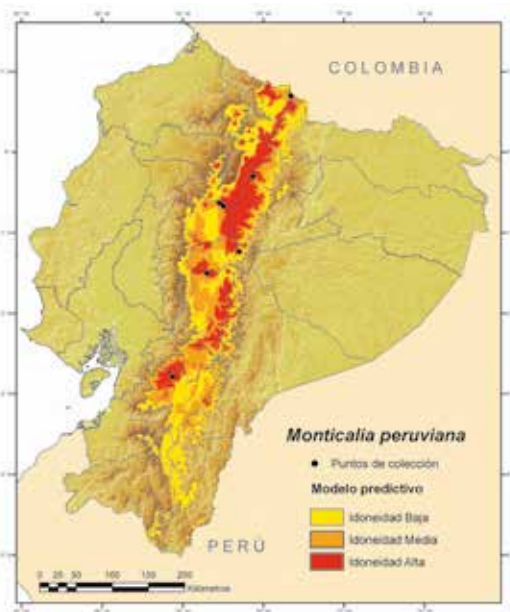 COLOMBIA
Monticalia peruviana
Puntos de colección
Modelo predictivo
Idoneidad Baja
Idoneidad Media
Idoneidad Alta
PERÚ
0 25 50 100 150 200
Kilómetros